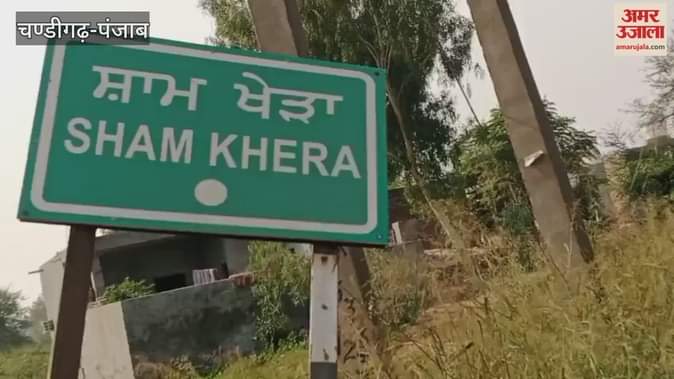 चण्डीगढ़-पंजाब
अमर
उजाला
amarujala.com
ਸ਼ਾਮ ਖੇੜਾ
SHAM KHERA